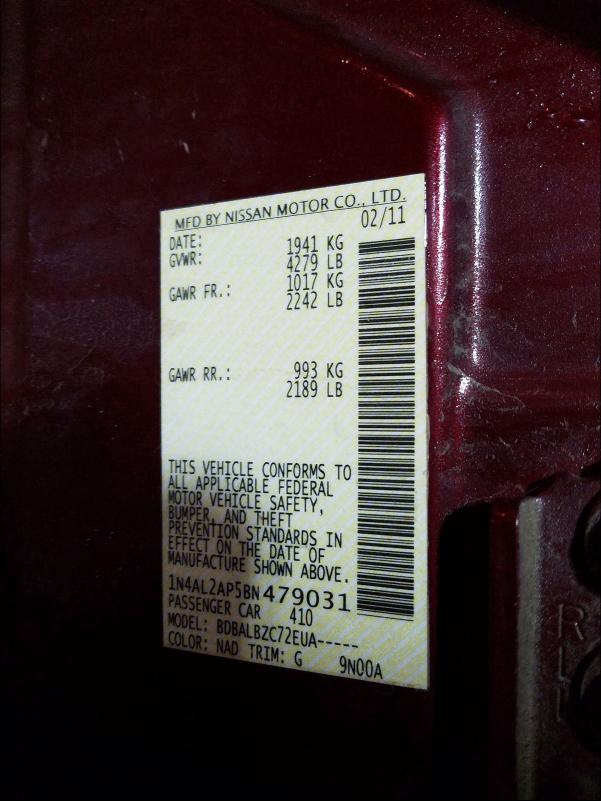 MFD BY NISSAN MOTOR CO., LTD.
DATE: 02/11
GVWR: 1941 KG
4279 LB
GAWR FR.: 1017 KG
2242 LB
GAWR RR.: 993 KG
2189 LB
THIS VEHICLE CONFORMS TO
ALL APPLICABLE FEDERAL
MOTOR VEHICLE SAFETY,
BUMPER, AND THEFT
PREVENTION STANDARDS IN
EFFECT ON THE DATE OF
MANUFACTURE SHOWN ABOVE.
1N4AL2AP5BN479031
PASSENGER CAR 410
MODEL: BDBALBZC72EUA-----
COLOR: NAD TRIM: G 9N00A